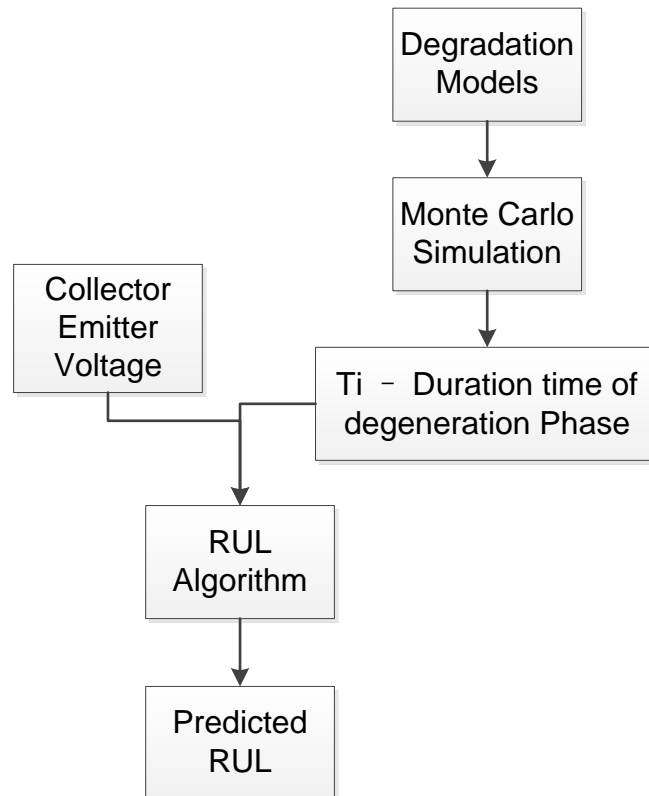 Degradation
Models
Monte Carlo
Simulation
Collector
Emitter
Voltage
Ti – Duration time of
degeneration Phase
RUL
Algorithm
Predicted
RUL